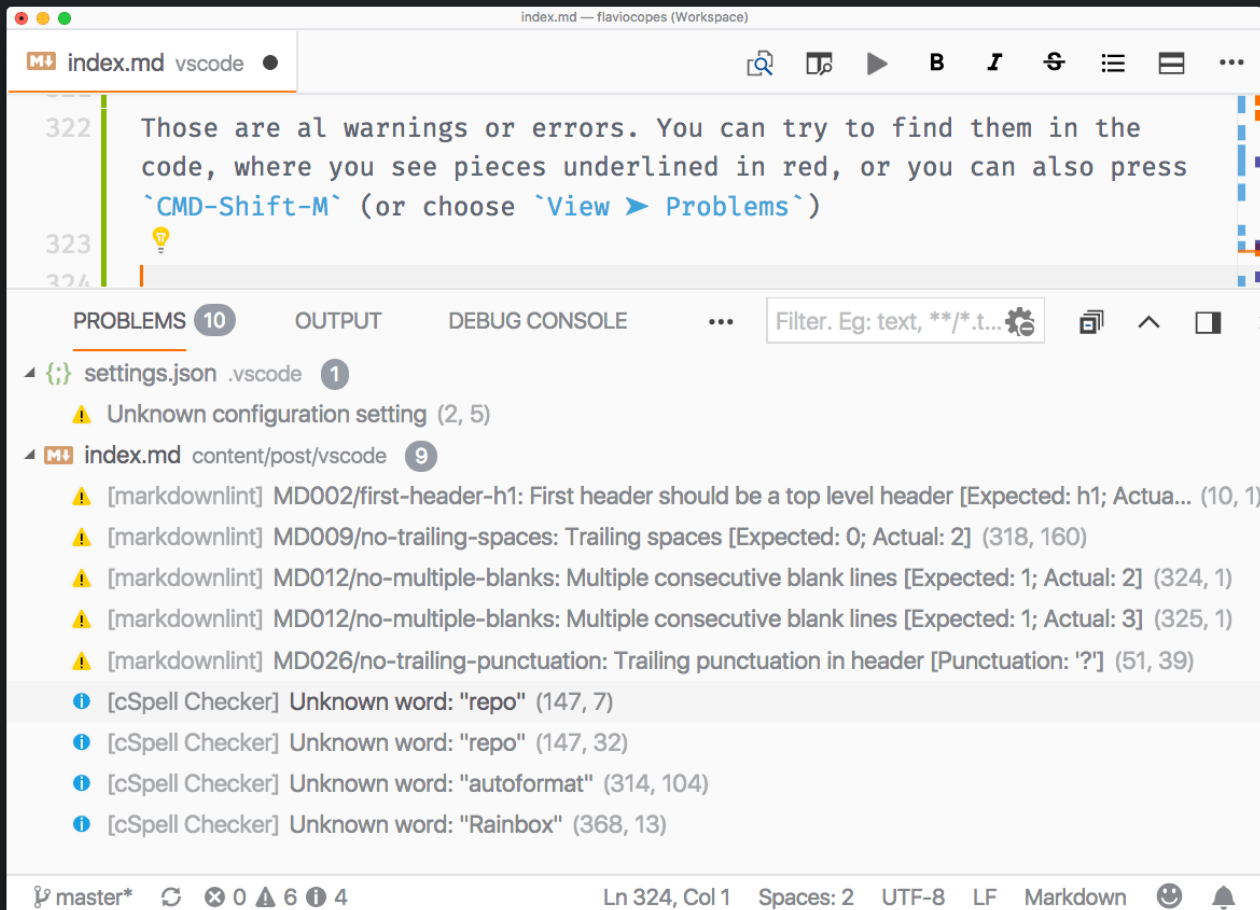 index.md — flaviocopes (Workspace)
M↓ index.md vscode
B I S
322 Those are al warnings or errors. You can try to find them in the
code, where you see pieces underlined in red, or you can also press
`CMD-Shift-M` (or choose `View ➤ Problems`)
323
324
PROBLEMS 10 OUTPUT DEBUG CONSOLE ••• Filter. Eg: text, **/*.t...
{;} settings.json .vscode 1
Unknown configuration setting (2, 5)
M↓ index.md content/post/vscode 9
[markdownlint] MD002/first-header-h1: First header should be a top level header [Expected: h1; Actua... (10, 1)
[markdownlint] MD009/no-trailing-spaces: Trailing spaces [Expected: 0; Actual: 2] (318, 160)
[markdownlint] MD012/no-multiple-blanks: Multiple consecutive blank lines [Expected: 1; Actual: 2] (324, 1)
[markdownlint] MD012/no-multiple-blanks: Multiple consecutive blank lines [Expected: 1; Actual: 3] (325, 1)
[markdownlint] MD026/no-trailing-punctuation: Trailing punctuation in header [Punctuation: '?'] (51, 39)
[cSpell Checker] Unknown word: "repo" (147, 7)
[cSpell Checker] Unknown word: "repo" (147, 32)
[cSpell Checker] Unknown word: "autoformat" (314, 104)
[cSpell Checker] Unknown word: "Rainbox" (368, 13)
master* 0 6 4 Ln 324, Col 1 Spaces: 2 UTF-8 LF Markdown